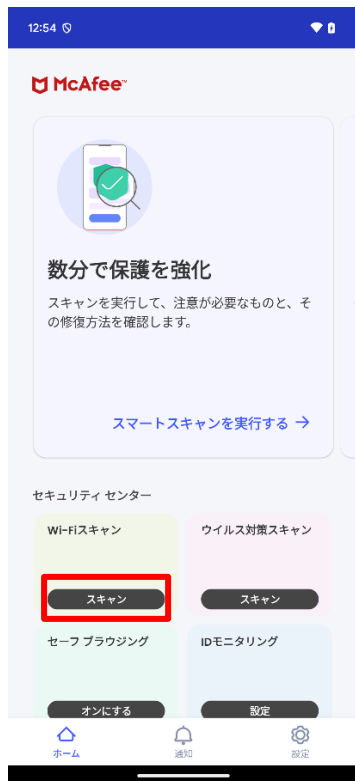 12:54
McAfee™
数分で保護を強化
スキャンを実行して、注意が必要なものと、そ
の修復方法を確認します。
スマートスキャンを実行する →
セキュリティ センター
Wi-Fiスキャン
ウイルス対策スキャン
スキャン
スキャン
セーフ ブラウジング
IDモニタリング
オンにする
設定
ホーム
通知
設定